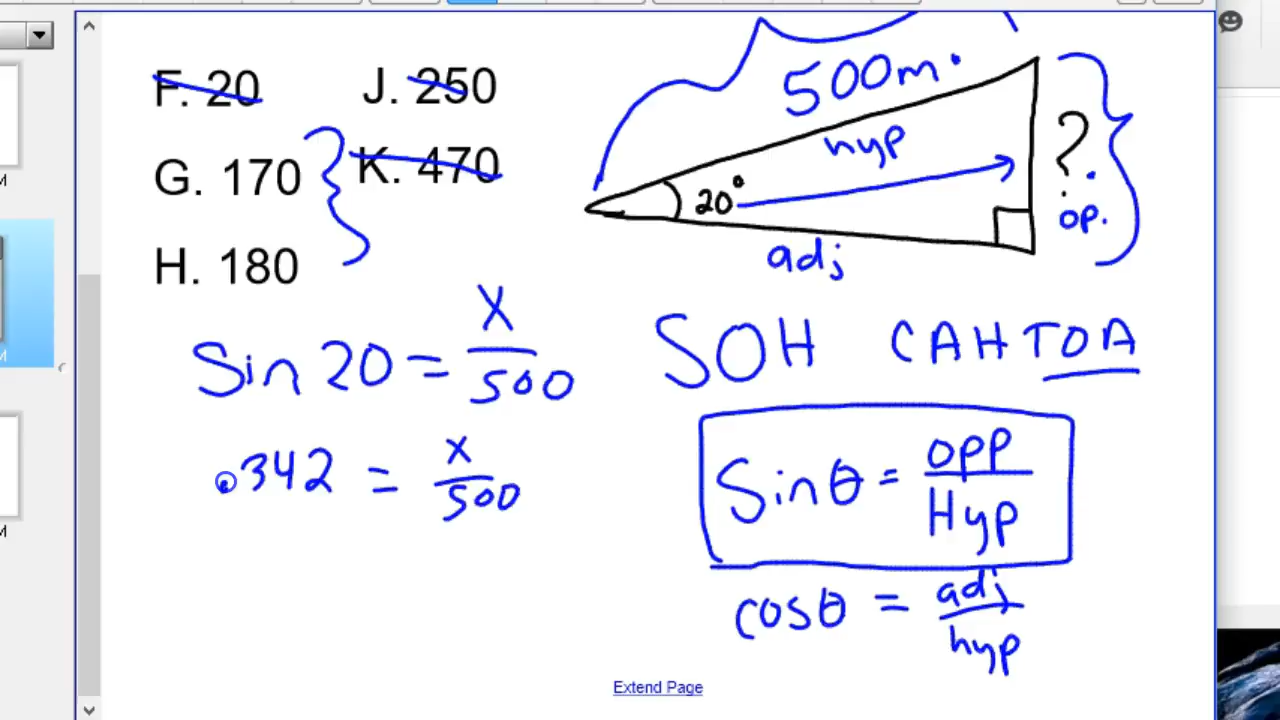 F. 20
J. 250
G. 170
K. 470
H. 180
500m.
hyp
20°
?
op.
adj
Sin 20 = X/500
SOH CAHTOA
.342 = x/500
Sinθ = opp/Hyp
cosθ = adj/hyp
Extend Page
M
M
M